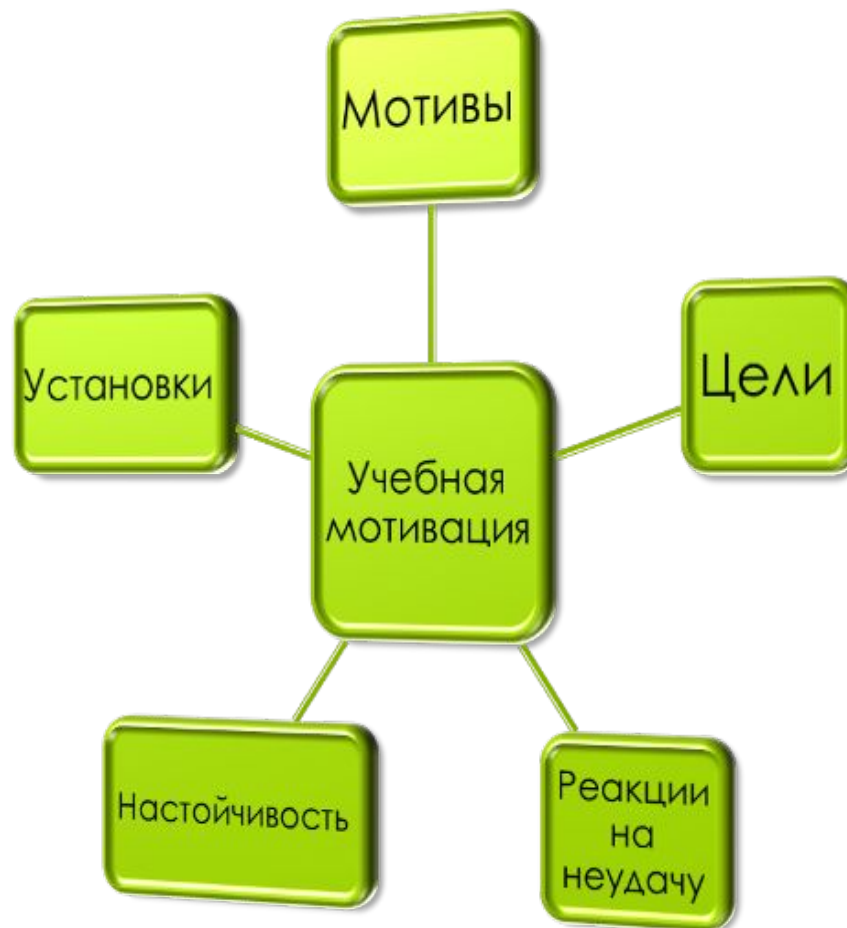 Мотивы
Установки
Цели
Учебная
мотивация
Настойчивость
Реакции
на
неудачу